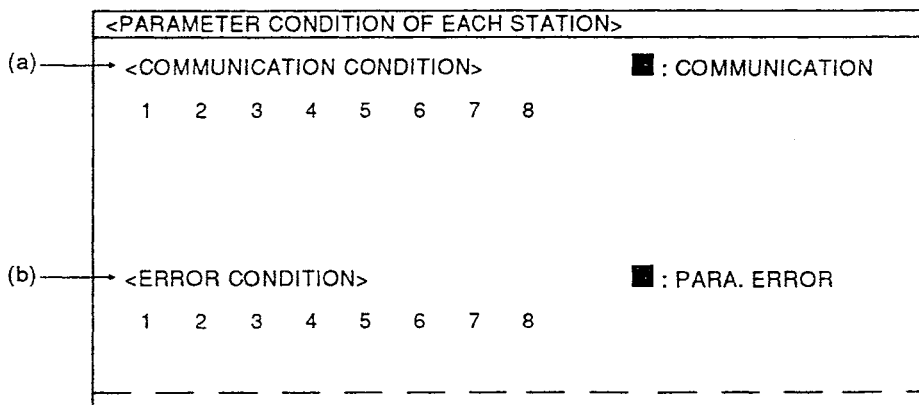 <PARAMETER CONDITION OF EACH STATION>
(a) <COMMUNICATION CONDITION> ■ : COMMUNICATION
1 2 3 4 5 6 7 8
(b) <ERROR CONDITION> ■ : PARA. ERROR
1 2 3 4 5 6 7 8